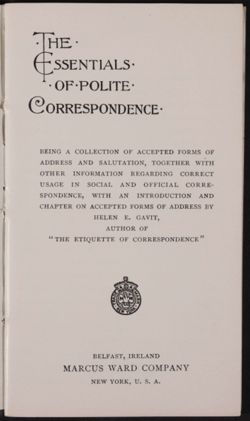 ·THE·
ESSENTIALS·
·OF·POLITE·
CORRESPONDENCE·
BEING A COLLECTION OF ACCEPTED FORMS OF
ADDRESS AND SALUTATION, TOGETHER WITH
OTHER INFORMATION REGARDING CORRECT
USAGE IN SOCIAL AND OFFICIAL CORRE-
SPONDENCE, WITH AN INTRODUCTION AND
CHAPTER ON ACCEPTED FORMS OF ADDRESS BY
HELEN E. GAVIT,
AUTHOR OF
"THE ETIQUETTE OF CORRESPONDENCE"
BELFAST, IRELAND
MARCUS WARD COMPANY
NEW YORK, U. S. A.